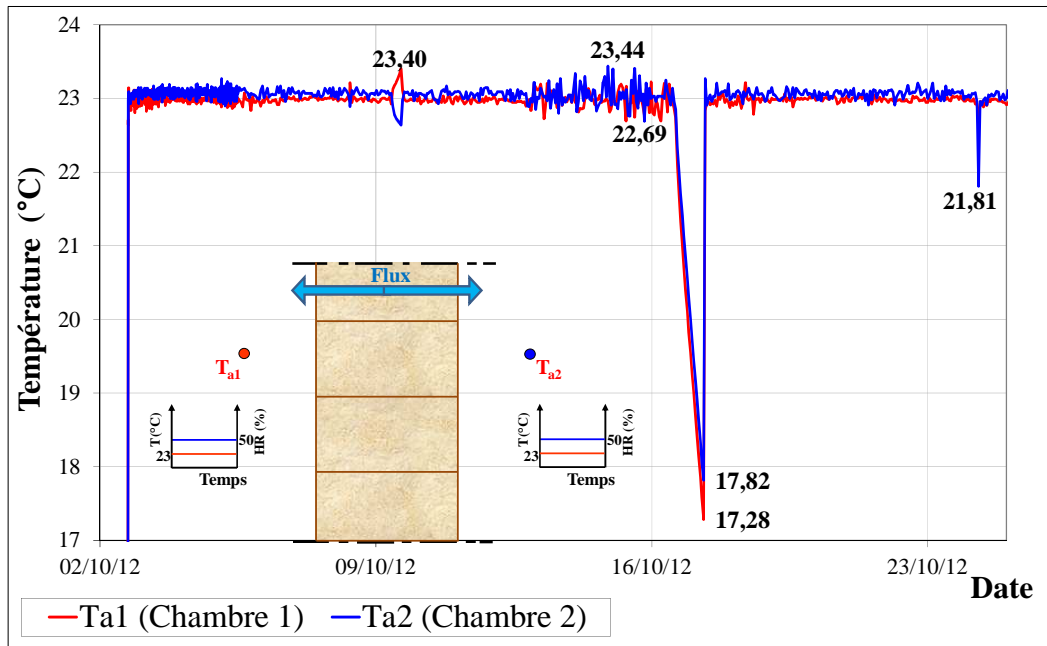 24
23
22
21
20
19
18
17
Température (°C)
23,40
23,44
22,69
21,81
17,82
17,28
Flux
Ta1
Ta2
T(°C)
23
50
HR (%)
Temps
T(°C)
23
50
HR (%)
Temps
02/10/12
09/10/12
16/10/12
23/10/12
Date
Ta1 (Chambre 1)
Ta2 (Chambre 2)